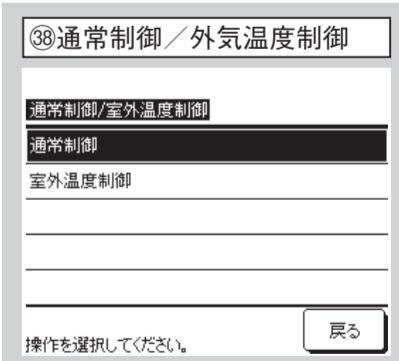 ㊳通常制御／外気温度制御
通常制御/室外温度制御
通常制御
室外温度制御
操作を選択してください。
戻る